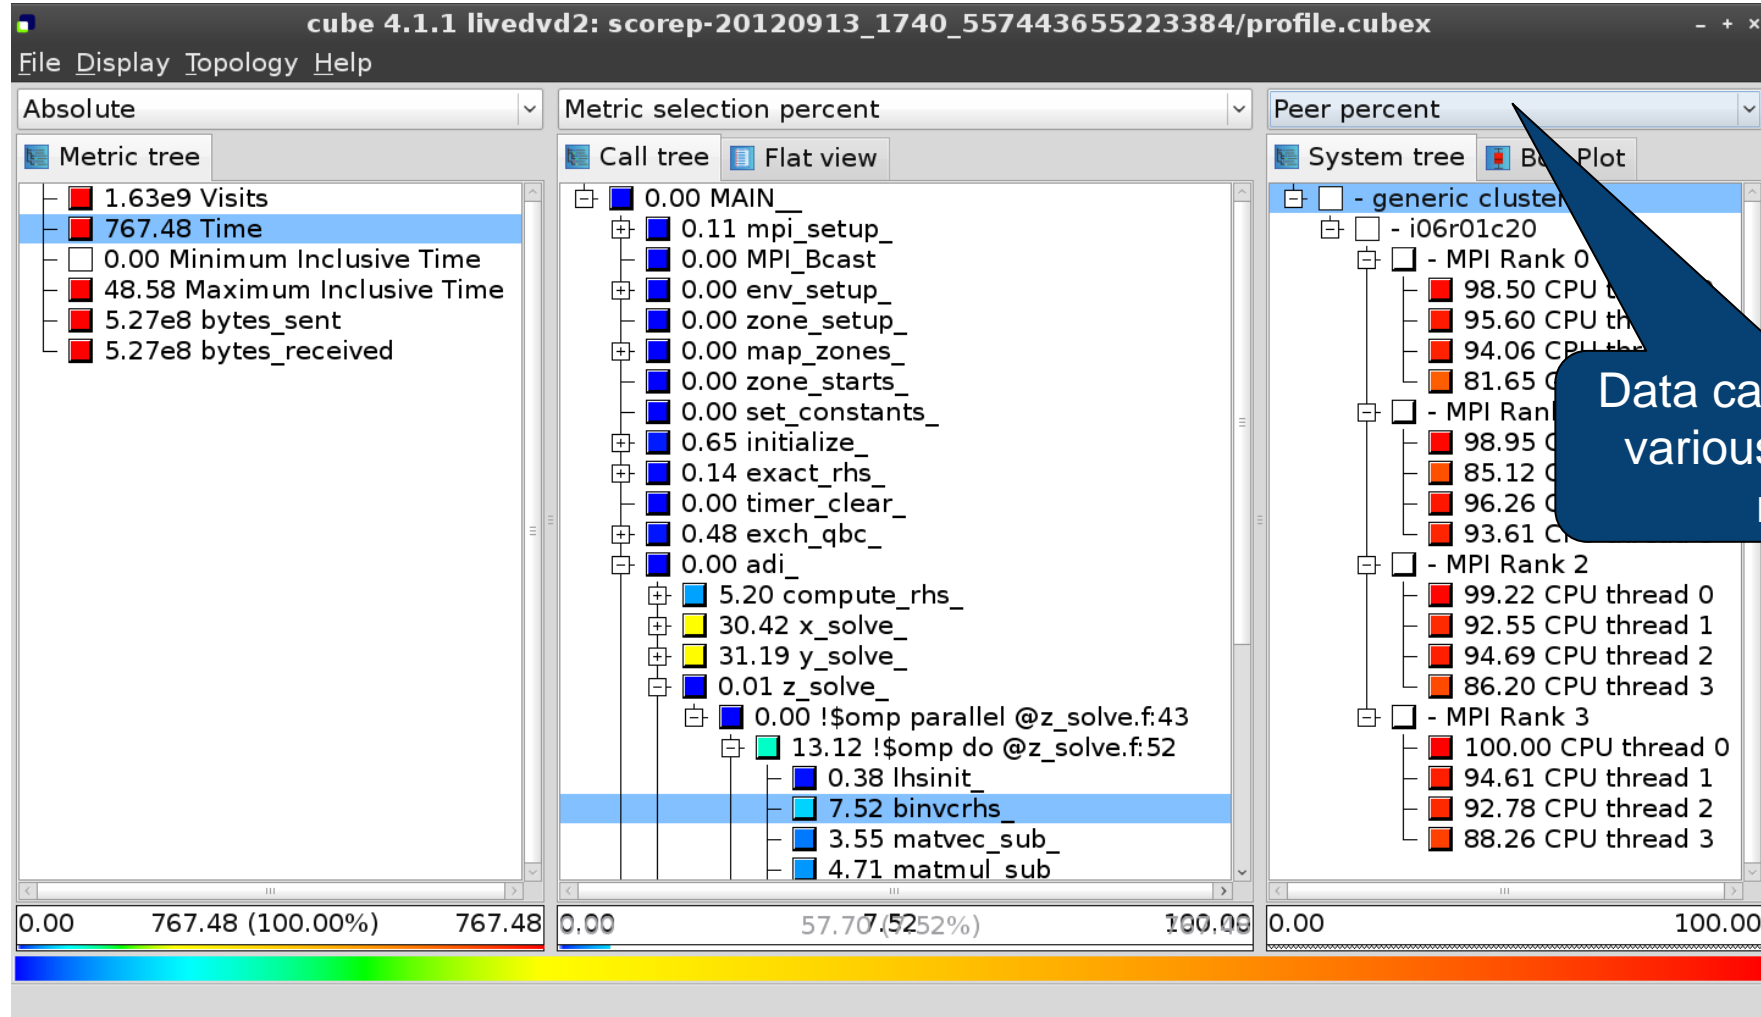 cube 4.1.1 livedvd2: scorep-20120913_1740_557443655223384/profile.cubex
File Display Topology Help
Absolute
Metric tree
1.63e9 Visits
767.48 Time
0.00 Minimum Inclusive Time
48.58 Maximum Inclusive Time
5.27e8 bytes_sent
5.27e8 bytes_received
0.00 767.48 (100.00%) 767.48
Metric selection percent
Call tree Flat view
0.00 MAIN__
0.11 mpi_setup_
0.00 MPI_Bcast
0.00 env_setup_
0.00 zone_setup_
0.00 map_zones_
0.00 zone_starts_
0.00 set_constants_
0.65 initialize_
0.14 exact_rhs_
0.00 timer_clear_
0.48 exch_qbc_
0.00 adi_
5.20 compute_rhs_
30.42 x_solve_
31.19 y_solve_
0.01 z_solve_
0.00 !$omp parallel @z_solve.f:43
13.12 !$omp do @z_solve.f:52
0.38 lhsinit_
7.52 binvcrhs_
3.55 matvec_sub_
4.71 matmul_sub
0.00 57.70 (7.52%) 100.00
Peer percent
System tree Plot
- generic cluster
- i06r01c20
- MPI Rank 0
98.50 CPU
95.60 CPU
94.06 CPU
81.65
- MPI
98.95
85.12
96.26
93.61
- MPI Rank 2
99.22 CPU thread 0
92.55 CPU thread 1
94.69 CPU thread 2
86.20 CPU thread 3
- MPI Rank 3
100.00 CPU thread 0
94.61 CPU thread 1
92.78 CPU thread 2
88.26 CPU thread 3
0.00 100.00
Data ca
various